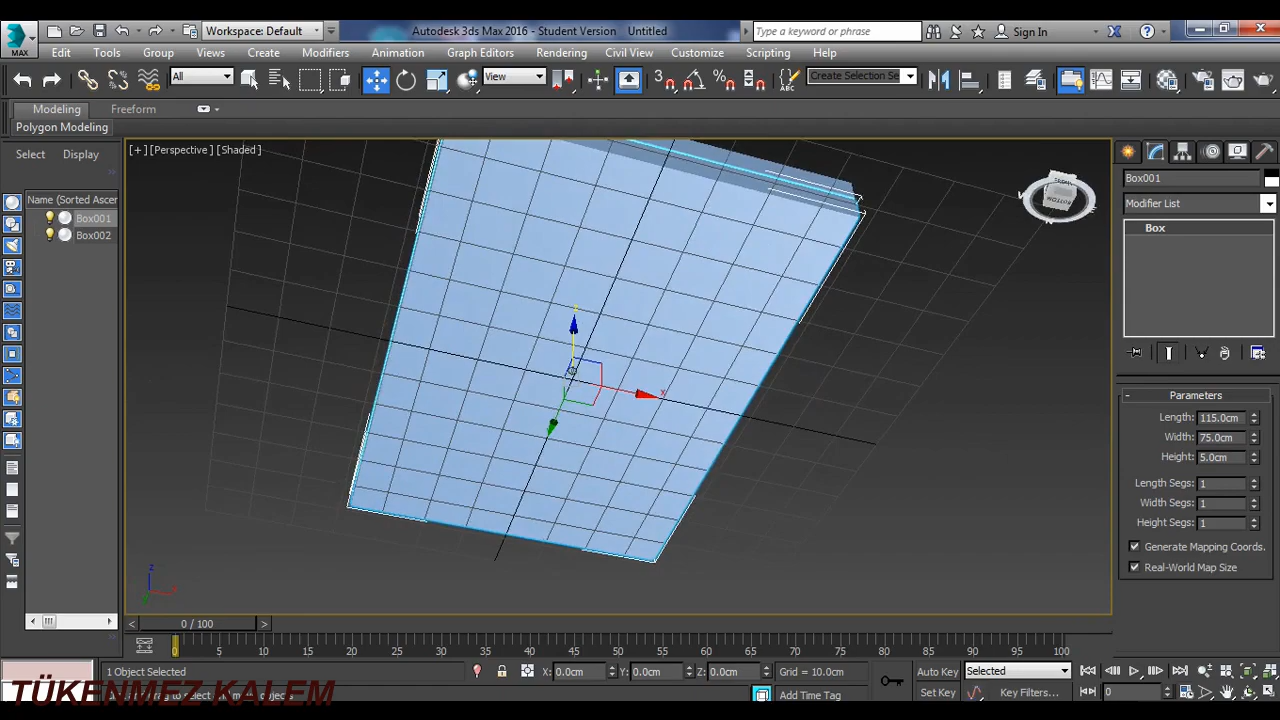 MAX
Workspace: Default
Autodesk 3ds Max 2016 - Student Version Untitled
Type a keyword or phrase
Sign In
Edit Tools Group Views Create Modifiers Animation Graph Editors Rendering Civil View Customize Scripting Help
All
View
3
Create Selection Se
Modeling Freeform
Polygon Modeling
Select Display
Name (Sorted Ascen
Box001
Box002
[+] [Perspective] [Shaded]
Box001
Modifier List
Box
Parameters
Length: 115.0cm
Width: 75.0cm
Height: 5.0cm
Length Segs: 1
Width Segs: 1
Height Segs: 1
Generate Mapping Coords.
Real-World Map Size
x
z
0 / 100
0 5 10 15 20 25 30 35 40 45 50 55 60 65 70 75 80 85 90 95 100
1 Object Selected
X: 0.0cm Y: 0.0cm Z: 0.0cm Grid = 10.0cm
Auto Key Selected
Add Time Tag
Set Key Key Filters...
0
TÜKENMEZ KALEM